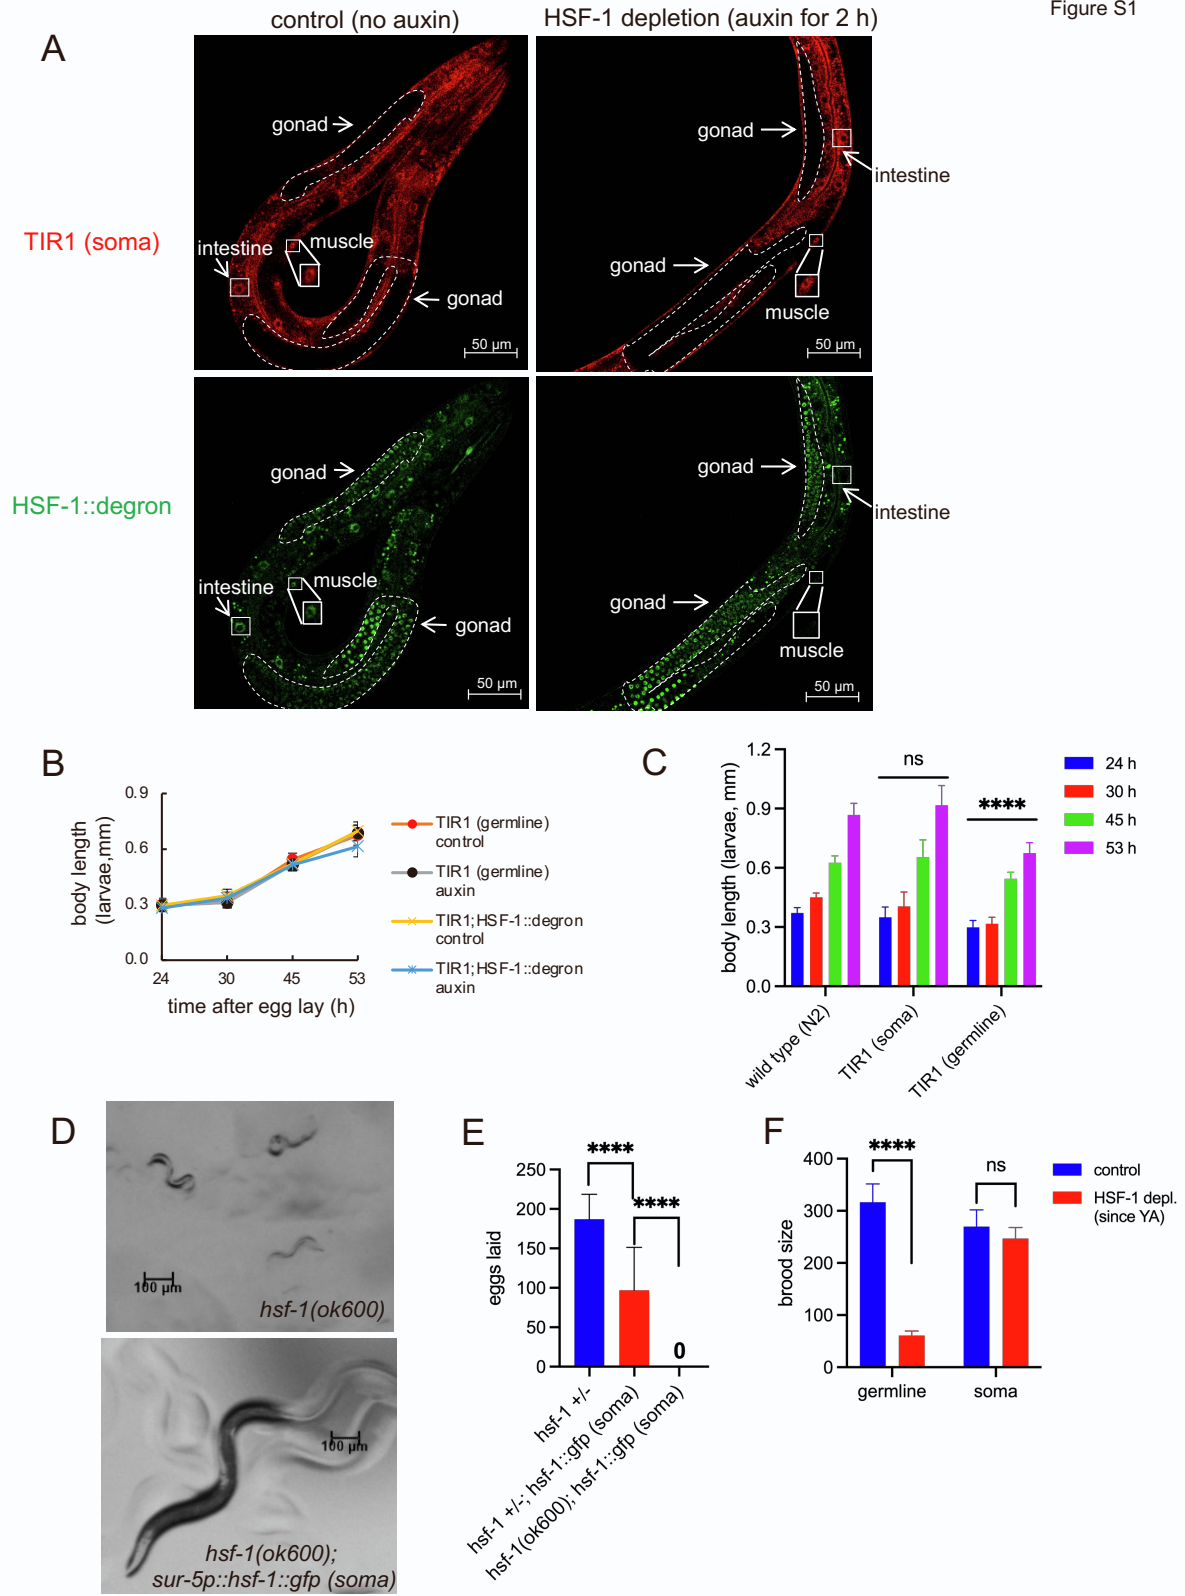 Figure S1
control (no auxin)
HSF-1 depletion (auxin for 2 h)
A
TIR1 (soma)
gonad
intestine
muscle
gonad
50 µm
gonad
intestine
gonad
muscle
50 µm
HSF-1::degron
gonad
intestine
muscle
gonad
50 µm
gonad
intestine
gonad
muscle
50 µm
B
body length
(larvae,mm)
0.9
0.6
0.3
0.0
24 30 45 53
time after egg lay (h)
TIR1 (germline)
control
TIR1 (germline)
auxin
TIR1;HSF-1::degron
control
TIR1;HSF-1::degron
auxin
C
body length (larvae, mm)
1.2
0.9
0.6
0.3
0.0
ns
****
wild type (N2)
TIR1 (soma)
TIR1 (germline)
24 h
30 h
45 h
53 h
D
100 µm
hsf-1(ok600)
100 µm
hsf-1(ok600);
sur-5p::hsf-1::gfp (soma)
E
eggs laid
250
200
150
100
50
0
****
****
0
hsf-1 +/-
hsf-1 +/-; hsf-1::gfp (soma)
hsf-1(ok600); hsf-1::gfp (soma)
F
brood size
400
300
200
100
0
****
ns
germline
soma
control
HSF-1 depl.
(since YA)